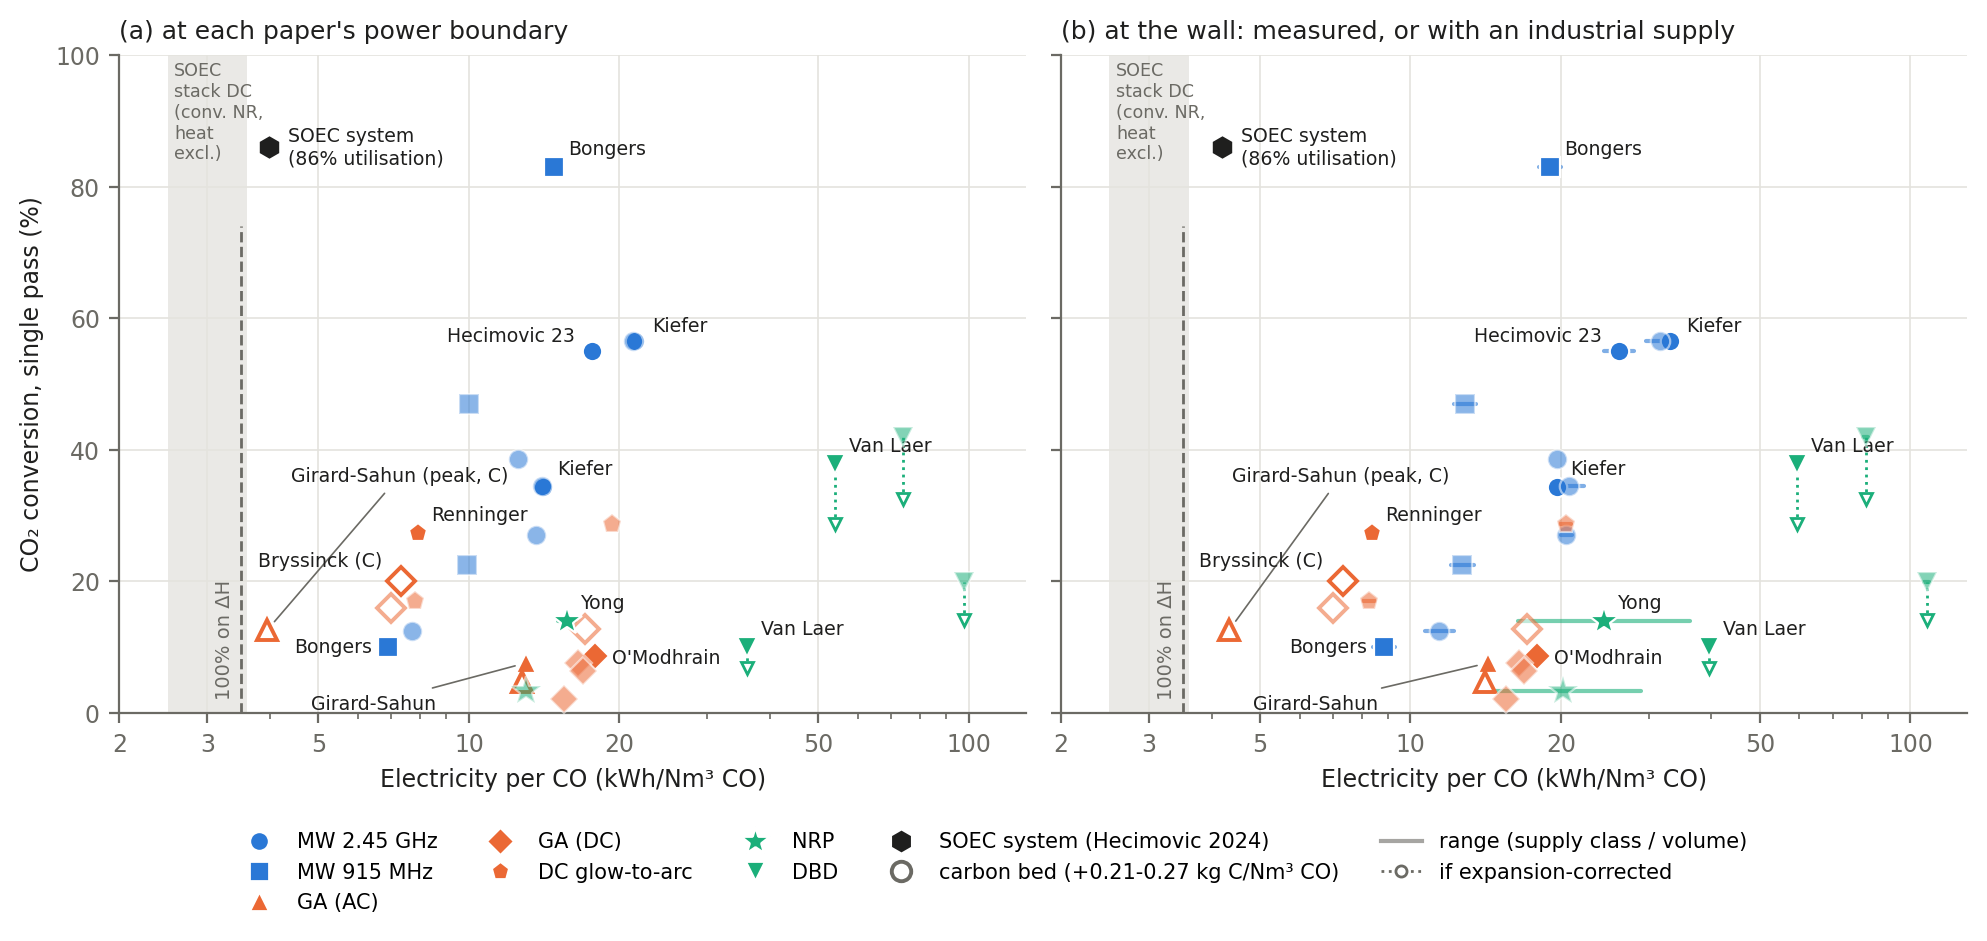 (a) at each paper's power boundary
100
80
60
40
20
0
CO₂ conversion, single pass (%)
SOEC
stack DC
(conv. NR,
heat
excl.)
SOEC system
(86% utilisation)
Bongers
Hecimovic 23
Kiefer
Van Laer
Girard-Sahun (peak, C)
Kiefer
Renninger
Bryssinck (C)
100% on ΔH
Yong
Van Laer
Bongers
O'Modhrain
Girard-Sahun
2
3
5
10
20
50
100
Electricity per CO (kWh/Nm³ CO)
(b) at the wall: measured, or with an industrial supply
SOEC
stack DC
(conv. NR,
heat
excl.)
SOEC system
(86% utilisation)
Bongers
Hecimovic 23
Kiefer
Van Laer
Girard-Sahun (peak, C)
Kiefer
Renninger
Bryssinck (C)
100% on ΔH
Yong
Van Laer
Bongers
O'Modhrain
Girard-Sahun
2
3
5
10
20
50
100
Electricity per CO (kWh/Nm³ CO)
MW 2.45 GHz
MW 915 MHz
GA (AC)
GA (DC)
DC glow-to-arc
NRP
DBD
SOEC system (Hecimovic 2024)
carbon bed (+0.21-0.27 kg C/Nm³ CO)
range (supply class / volume)
if expansion-corrected